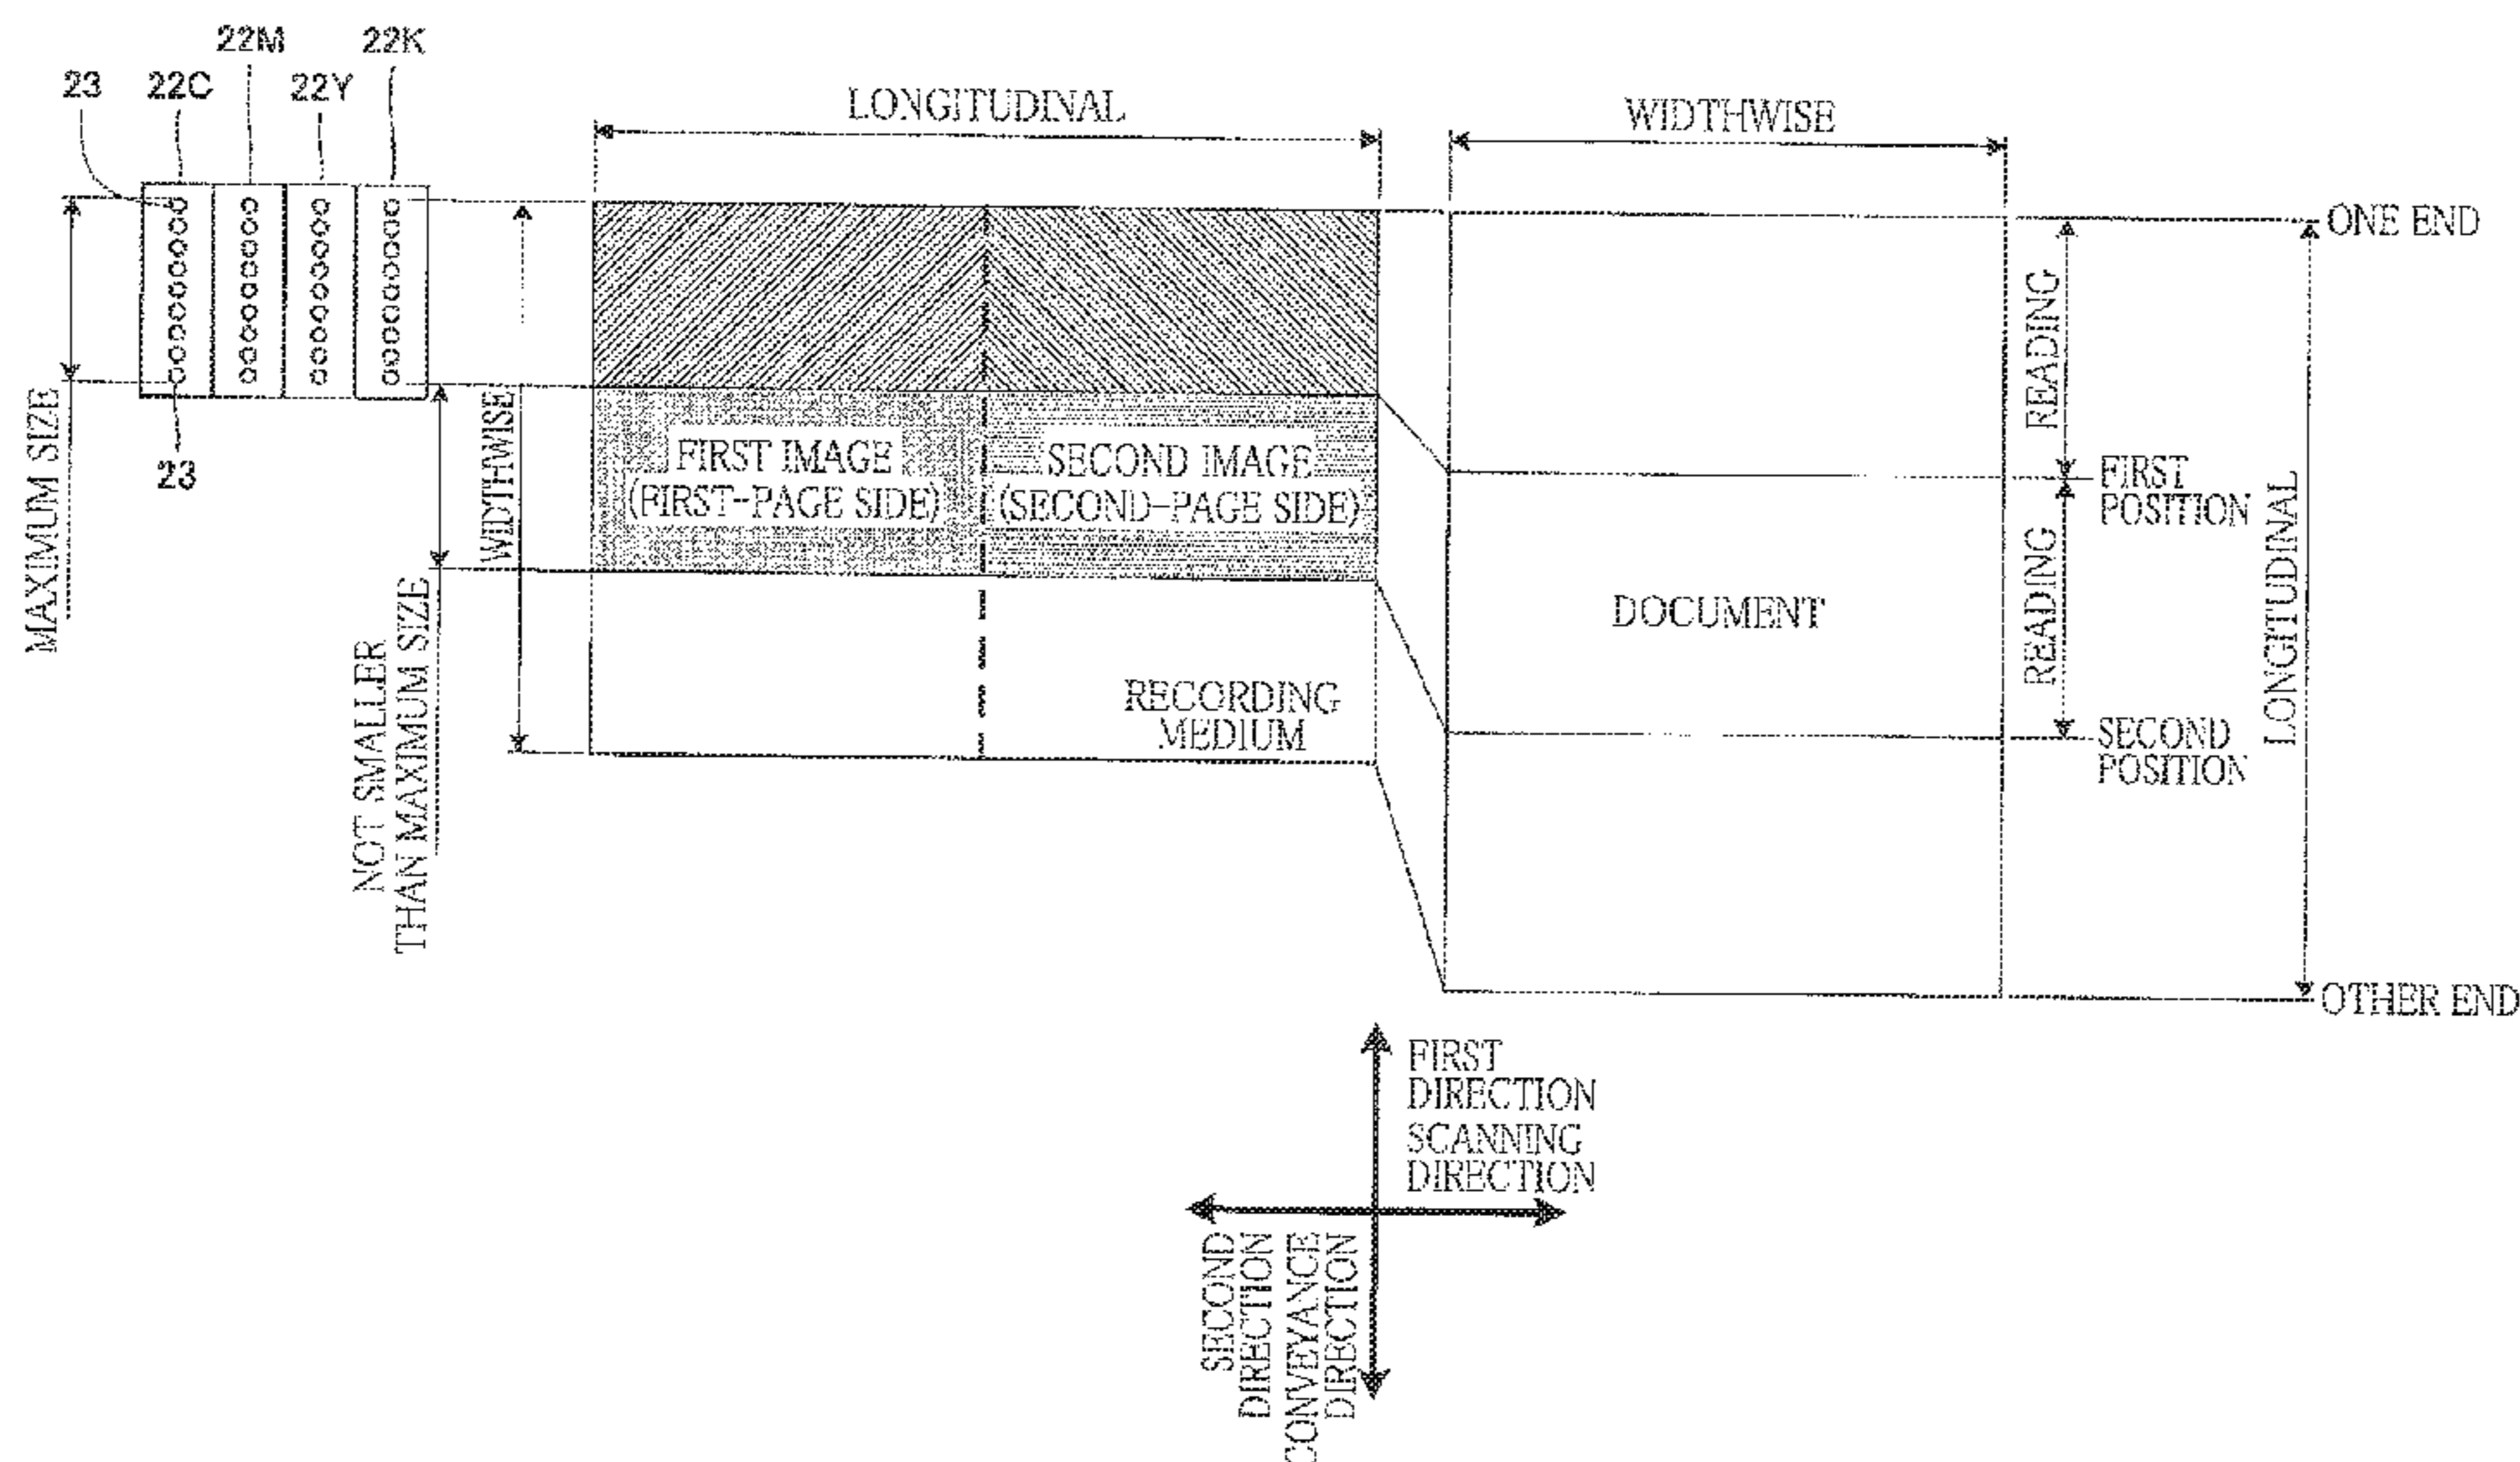 22M
22K
23
22C
22Y
LONGITUDINAL
WIDTHWISE
ONE END
READING
MAXIMUM SIZE
WIDTHWISE
23
FIRST IMAGE
(FIRST-PAGE SIDE)
SECOND IMAGE
(SECOND-PAGE SIDE)
FIRST
POSITION
LONGITUDINAL
READING
DOCUMENT
NOT SMALLER
THAN MAXIMUM SIZE
RECORDING
MEDIUM
SECOND
POSITION
OTHER END
FIRST
DIRECTION
SCANNING
DIRECTION
SECOND
DIRECTION
CONVEYANCE
DIRECTION